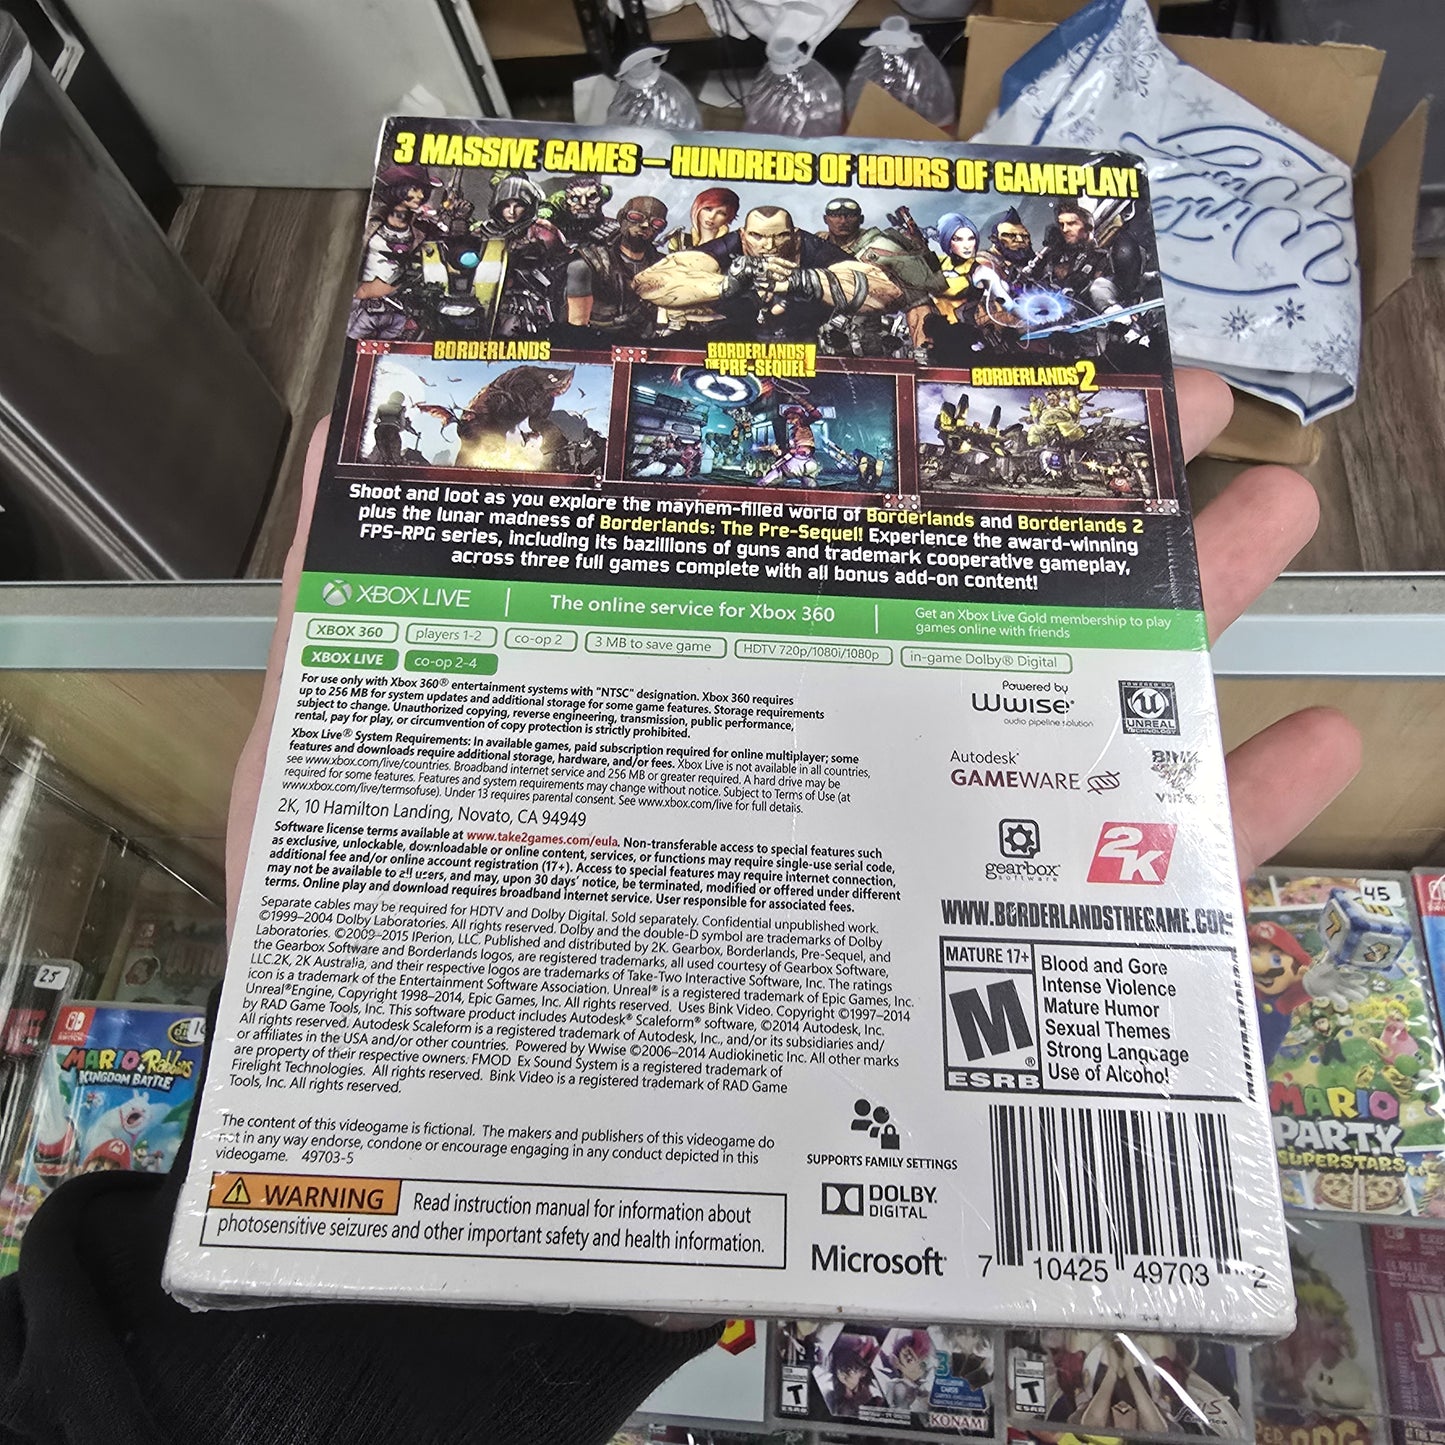 3 MASSIVE GAMES – HUNDREDS OF HOURS OF GAMEPLAY!
BORDERLANDS
BORDERLANDS
THE PRE-SEQUEL!
BORDERLANDS 2
Shoot and loot as you explore the mayhem-filled world of Borderlands and Borderlands 2
plus the lunar madness of Borderlands: The Pre-Sequel! Experience the award-winning
FPS-RPG series, including its bazillions of guns and trademark cooperative gameplay,
across three full games complete with all bonus add-on content!
XBOX LIVE
The online service for Xbox 360
Get an Xbox Live Gold membership to play
games online with friends
XBOX 360
players 1-2
co-op 2
3 MB to save game
HDTV 720p/1080i/1080p
in-game Dolby® Digital
XBOX LIVE
co-op 2-4
For use only with Xbox 360® entertainment systems with "NTSC" designation. Xbox 360 requires
up to 256 MB for system updates and additional storage for some game features. Storage requirements
subject to change. Unauthorized copying, reverse engineering, transmission, public performance,
rental, pay for play, or circumvention of copy protection is strictly prohibited.
Xbox Live® System Requirements: In available games, paid subscription required for online multiplayer; some
features and downloads require additional storage, hardware, and/or fees. Xbox Live is not available in all countries,
see www.xbox.com/live/countries. Broadband internet service and 256 MB or greater required. A hard drive may be
required for some features. Features and system requirements may change without notice. Subject to Terms of Use (at
www.xbox.com/live/termsofuse). Under 13 requires parental consent. See www.xbox.com/live for full details.
2K, 10 Hamilton Landing, Novato, CA 94949
Software license terms available at www.take2games.com/eula. Non-transferable access to special features such
as exclusive, unlockable, downloadable or online content, services, or functions may require single-use serial code,
additional fee and/or online account registration (17+). Access to special features may require internet connection,
may not be available to all users, and may, upon 30 days' notice, be terminated, modified or offered under different
terms. Online play and download requires broadband internet service. User responsible for associated fees.
Separate cables may be required for HDTV and Dolby Digital. Sold separately. Confidential unpublished work.
©1999–2004 Dolby Laboratories. All rights reserved. Dolby and the double-D symbol are trademarks of Dolby
Laboratories. ©2009–2015 IPerion, LLC. Published and distributed by 2K. Gearbox, Borderlands, Pre-Sequel, and
the Gearbox Software and Borderlands logos, are registered trademarks, all used courtesy of Gearbox Software,
LLC.2K, 2K Australia, and their respective logos are trademarks of Take-Two Interactive Software, Inc. The ratings
icon is a trademark of the Entertainment Software Association. Unreal® is a registered trademark of Epic Games, Inc.
Unreal®Engine, Copyright 1998–2014, Epic Games, Inc. All rights reserved. Uses Bink Video. Copyright ©1997–2014
by RAD Game Tools, Inc. This software product includes Autodesk® Scaleform® software, ©2014 Autodesk, Inc.
All rights reserved. Autodesk Scaleform is a registered trademark of Autodesk, Inc., and/or its subsidiaries and/
or affiliates in the USA and/or other countries. Powered by Wwise ©2006–2014 Audiokinetic Inc. All other marks
are property of their respective owners. FMOD Ex Sound System is a registered trademark of
Firelight Technologies. All rights reserved. Bink Video is a registered trademark of RAD Game
Tools, Inc. All rights reserved.
The content of this videogame is fictional. The makers and publishers of this videogame do
not in any way endorse, condone or encourage engaging in any conduct depicted in this
videogame. 49703-5
WARNING Read instruction manual for information about
photosensitive seizures and other important safety and health information.
Powered by
Wwise
audio pipeline solution
POWERED BY
UNREAL
TECHNOLOGY
Autodesk
GAMEWARE
BINK
gearbox
software
2K
WWW.BORDERLANDSTHEGAME.COM
MATURE 17+
M
®
ESRB
Blood and Gore
Intense Violence
Mature Humor
Sexual Themes
Strong Language
Use of Alcohol
SUPPORTS FAMILY SETTINGS
DOLBY
DIGITAL
Microsoft
7 10425 49703 2
25
MARIO + Rabbids
KINGDOM BATTLE
45
MARIO
PARTY
SUPERSTARS
T
ESRB
KONAMI
T
ESRB